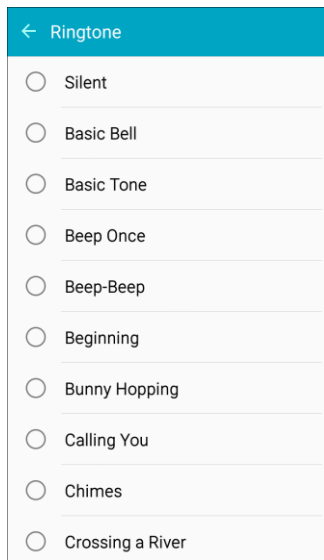 Ringtone
Silent
Basic Bell
Basic Tone
Beep Once
Beep-Beep
Beginning
Bunny Hopping
Calling You
Chimes
Crossing a River